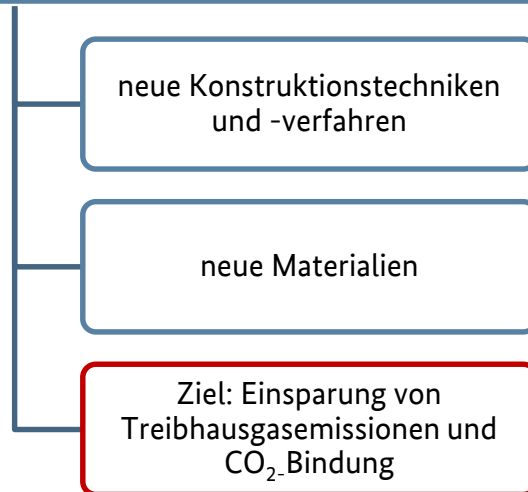 neue Konstruktionstechniken
und -verfahren
neue Materialien
Ziel: Einsparung von
Treibhausgasemissionen und
CO₂-Bindung